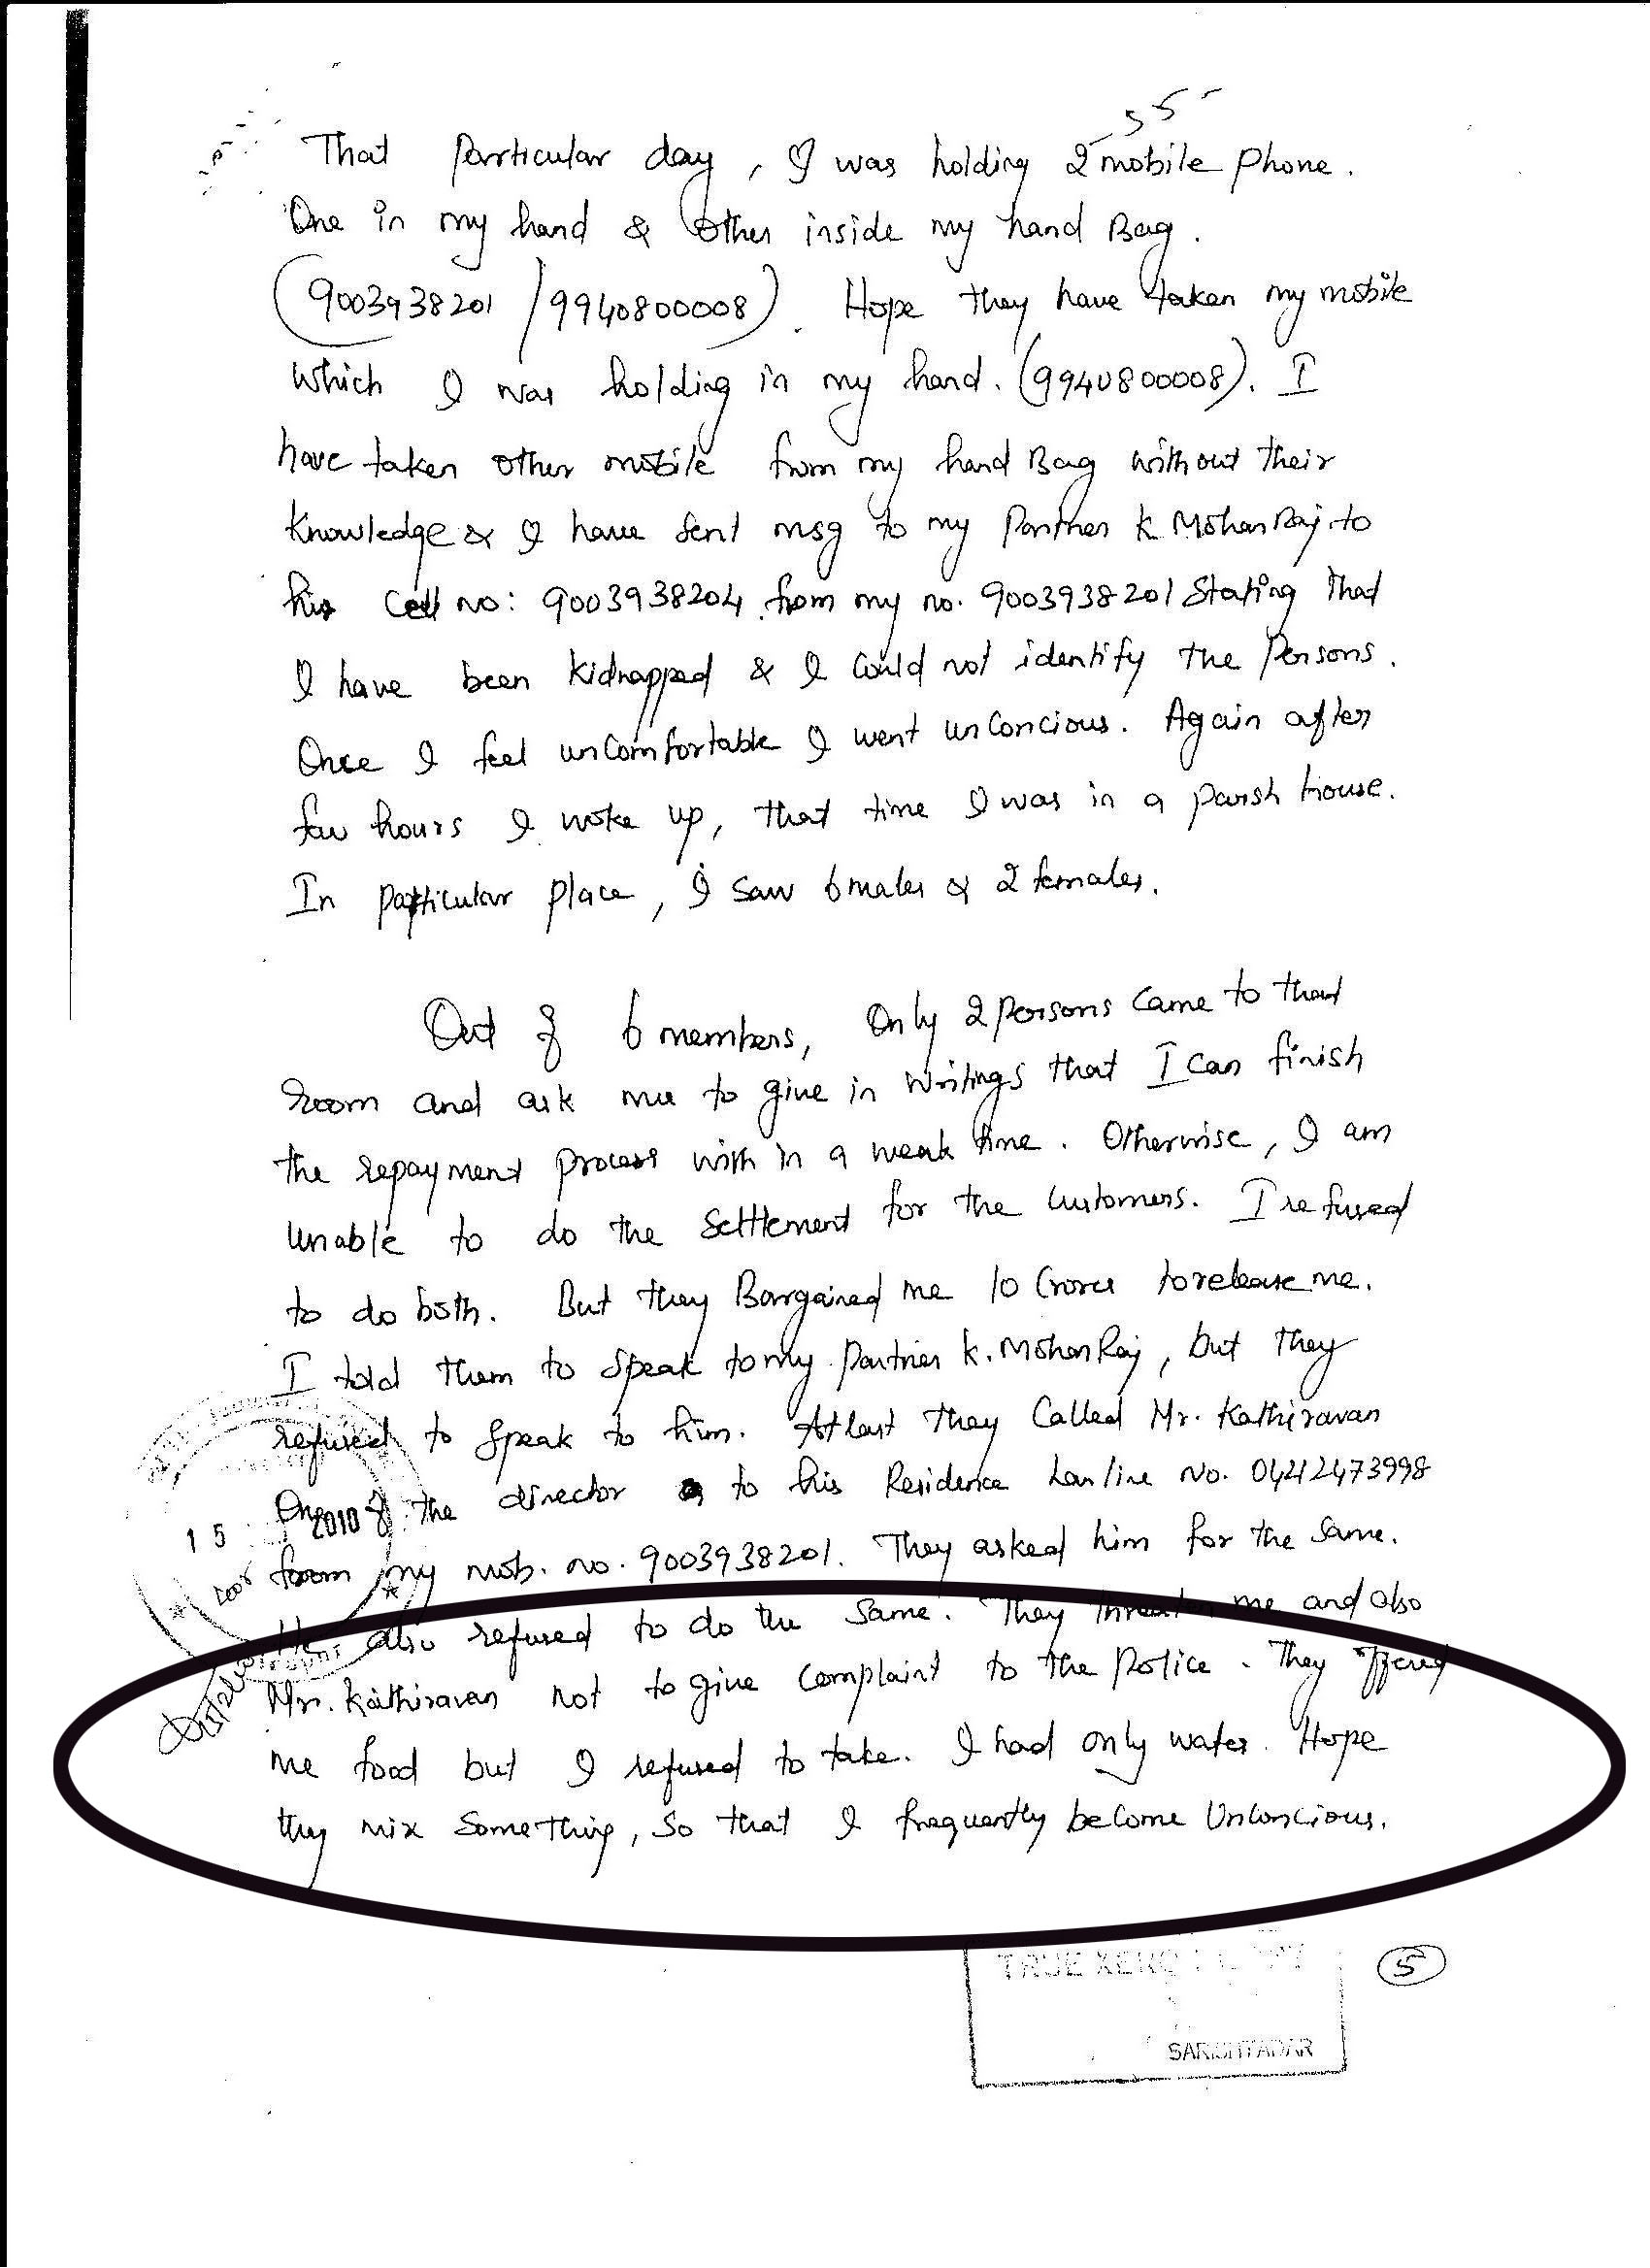 55
That Particular day, I was holding 2 mobile phone.
One in my hand & other inside my hand Bag.
(9003938201 / 9940800008). Hope they have taken my mobile
which I was holding in my hand. (9940800008). I
have taken other mobile from my hand Bag without their
knowledge & I have sent msg to my Partner K Mohan Raj to
his Cell no: 9003938204 from my no. 9003938201 Stating that
I have been kidnapped & I could not identify the Persons.
Once I feel uncomfortable I went unconcious. Again after
few hours I woke up, that time I was in a house.
In particular place, I saw 6 males & 2 females.
Out of 6 members, Only 2 persons came to that
room and ask me to give in writings that I can finish
the repayment process with in a week time. Otherwise, I am
unable to do the Settlement for the customers. I refused
to do both. But they Bargained me 10 Crores to release me.
I told them to speak to my partner K. Mohan Raj, but they
refused to speak to him. Atlast they Called Mr. Kathiravan
One of the director to his Residence Lanline No. 04212473998
from my mob. no. 9003938201. They asked him for the same.
He also refused to do the same. They threaten me and also
Mr. Kathiravan not to give complaint to the Police. They offered
me food but I refused to take. I had only water. Hope
they mix something, so that I frequently become Unconcious.
15 2010
TRUE XEROX COPY
5
SARISHTADAR